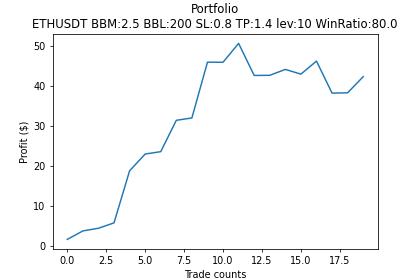 Portfolio
ETHUSDT BBM:2.5 BBL:200 SL:0.8 TP:1.4 lev:10 WinRatio:80.0
50
40
30
20
10
0
Profit ($)
0.0 2.5 5.0 7.5 10.0 12.5 15.0 17.5
Trade counts